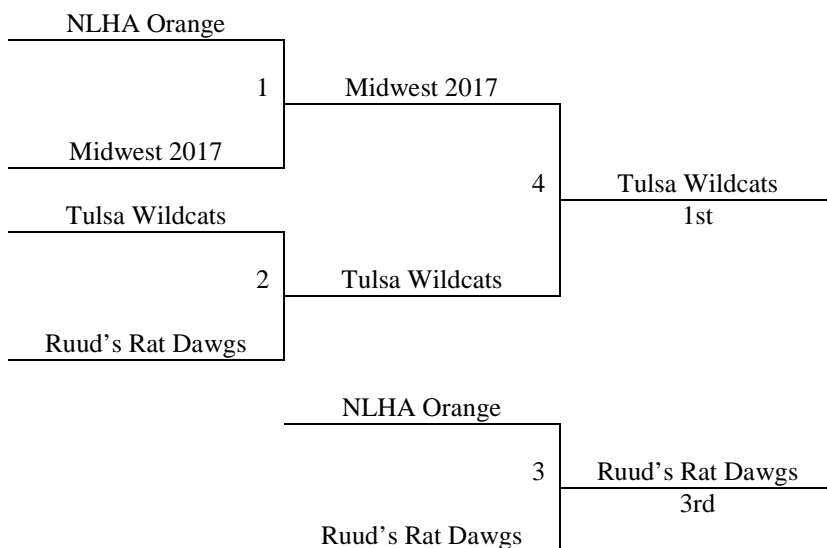 NLHA Orange
1
Midwest 2017
Midwest 2017
4
Tulsa Wildcats
1st
Tulsa Wildcats
2
Tulsa Wildcats
Ruud’s Rat Dawgs
NLHA Orange
3
Ruud’s Rat Dawgs
3rd
Ruud’s Rat Dawgs